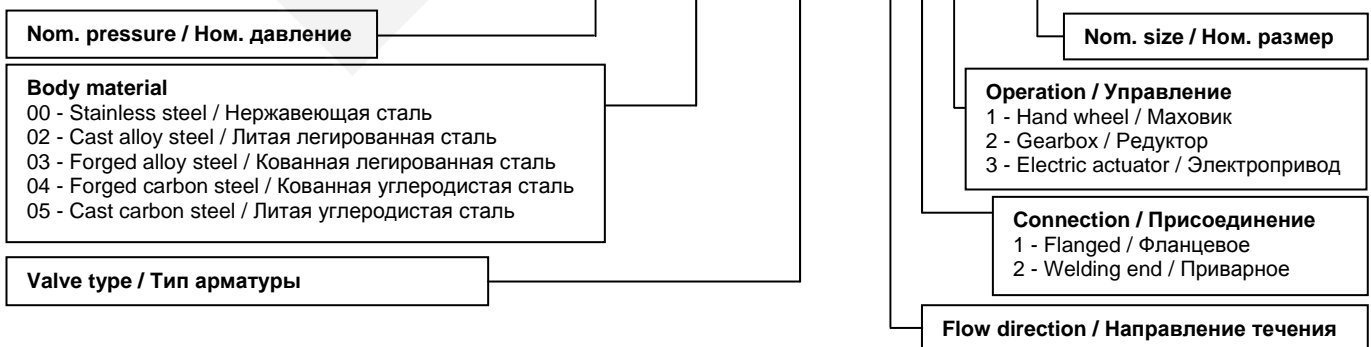 Nom. pressure / Ном. давление
Body material
00 - Stainless steel / Нержавеющая сталь
02 - Cast alloy steel / Литая легированная сталь
03 - Forged alloy steel / Кованная легированная сталь
04 - Forged carbon steel / Кованная углеродистая сталь
05 - Cast carbon steel / Литая углеродистая сталь
Valve type / Тип арматуры
Nom. size / Ном. размер
Operation / Управление
1 - Hand wheel / Маховик
2 - Gearbox / Редуктор
3 - Electric actuator / Электропривод
Connection / Присоединение
1 - Flanged / Фланцевое
2 - Welding end / Приварное
Flow direction / Направление течения